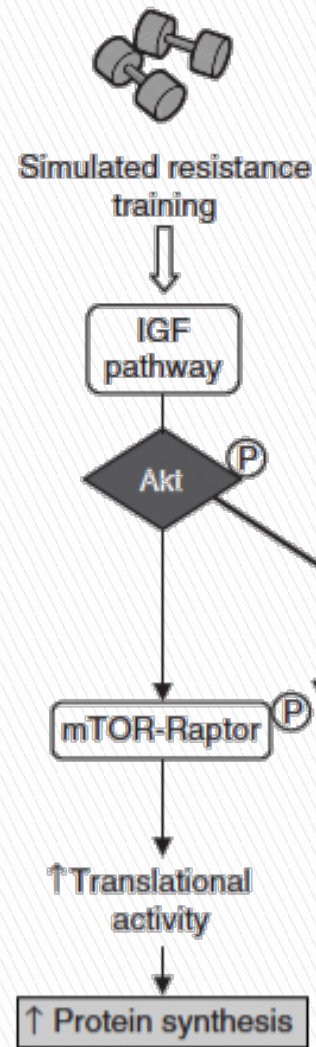 Simulated resistance
training
IGF
pathway
P
Akt
P
mTOR-Raptor
↑Translational
activity
↑ Protein synthesis